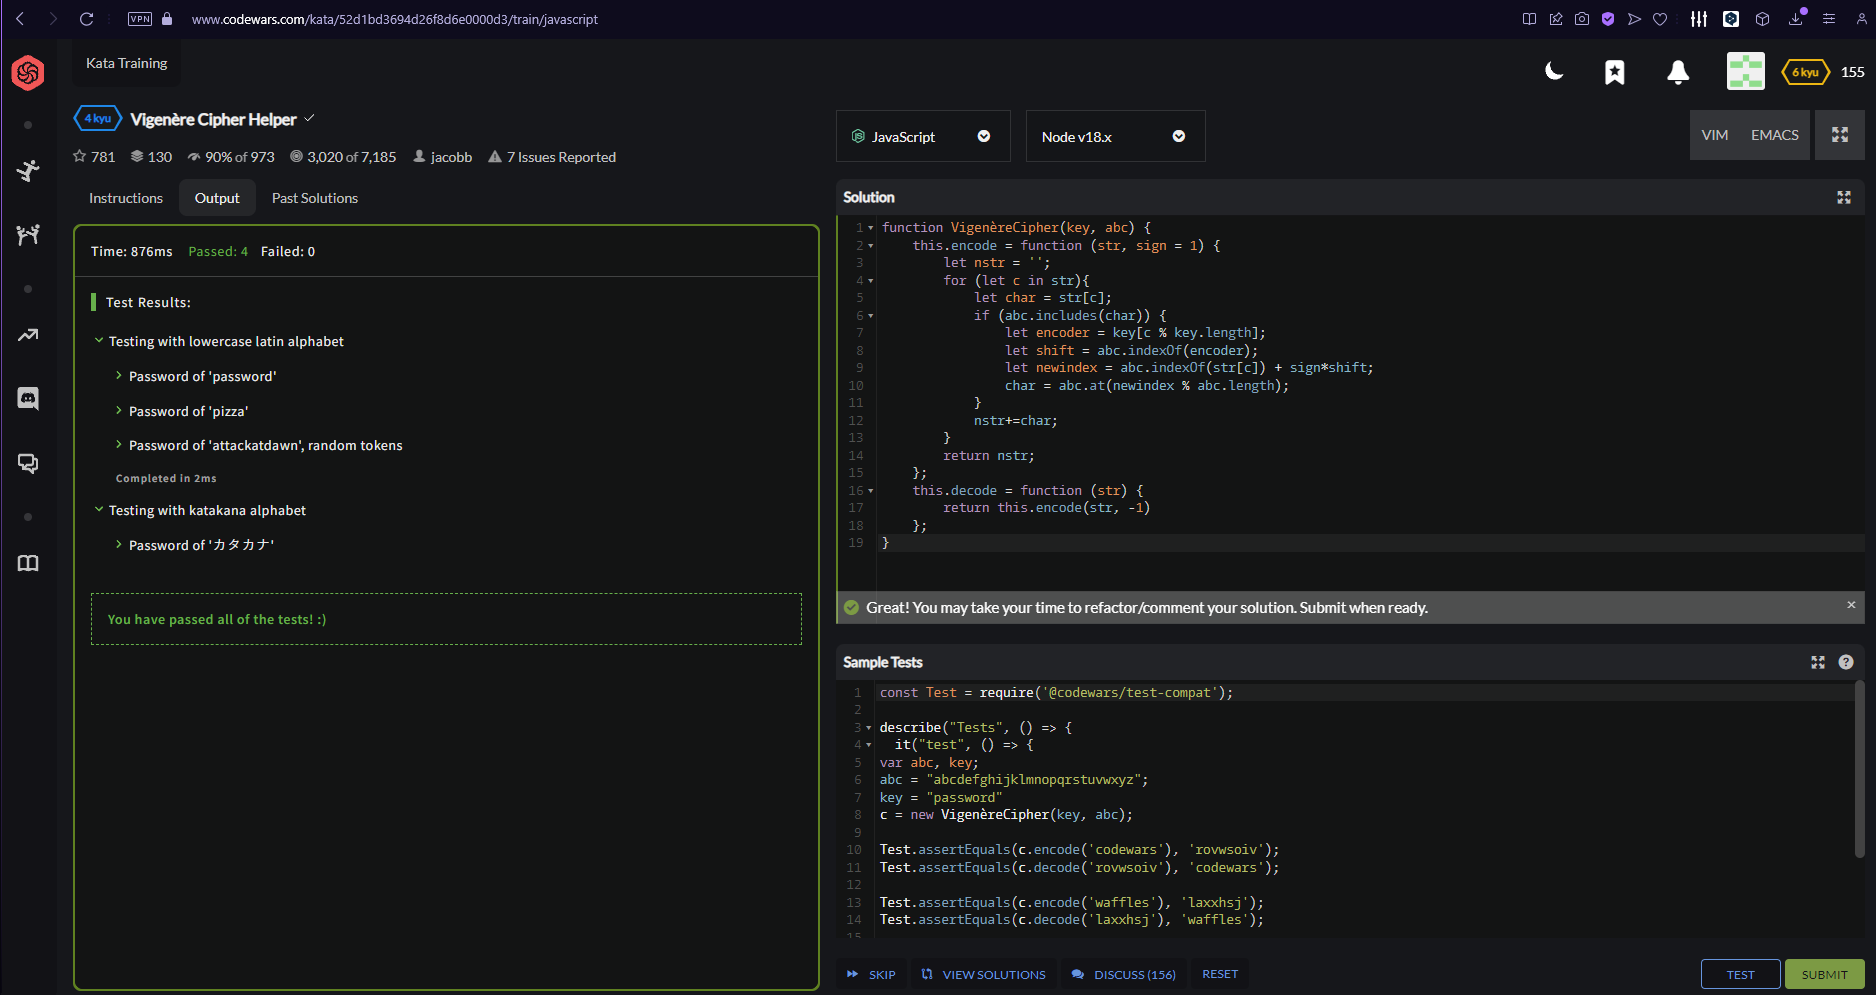 VPN
www.codewars.com/kata/52d1bd3694d26f8d6e0000d3/train/javascript
Kata Training
6 kyu
155
4 kyu
Vigenère Cipher Helper
781
130
90% of 973
3,020 of 7,185
jacobb
7 Issues Reported
Instructions
Output
Past Solutions
Time: 876ms Passed: 4 Failed: 0
Test Results:
Testing with lowercase latin alphabet
Password of 'password'
Password of 'pizza'
Password of 'attackatdawn', random tokens
Completed in 2ms
Testing with katakana alphabet
Password of 'カタカナ'
You have passed all of the tests! :)
JavaScript
Node v18.x
VIM
EMACS
Solution
1 function VigenèreCipher(key, abc) {
2 this.encode = function (str, sign = 1) {
3 let nstr = '';
4 for (let c in str){
5 let char = str[c];
6 if (abc.includes(char)) {
7 let encoder = key[c % key.length];
8 let shift = abc.indexOf(encoder);
9 let newindex = abc.indexOf(str[c]) + sign*shift;
10 char = abc.at(newindex % abc.length);
11 }
12 nstr+=char;
13 }
14 return nstr;
15 };
16 this.decode = function (str) {
17 return this.encode(str, -1)
18 };
19 }
Great! You may take your time to refactor/comment your solution. Submit when ready.
Sample Tests
1 const Test = require('@codewars/test-compat');
2
3 describe("Tests", () => {
4 it("test", () => {
5 var abc, key;
6 abc = "abcdefghijklmnopqrstuvwxyz";
7 key = "password"
8 c = new VigenèreCipher(key, abc);
9
10 Test.assertEquals(c.encode('codewars'), 'rovwsoiv');
11 Test.assertEquals(c.decode('rovwsoiv'), 'codewars');
12
13 Test.assertEquals(c.encode('waffles'), 'laxxhsj');
14 Test.assertEquals(c.decode('laxxhsj'), 'waffles');
15
SKIP
VIEW SOLUTIONS
DISCUSS (156)
RESET
TEST
SUBMIT